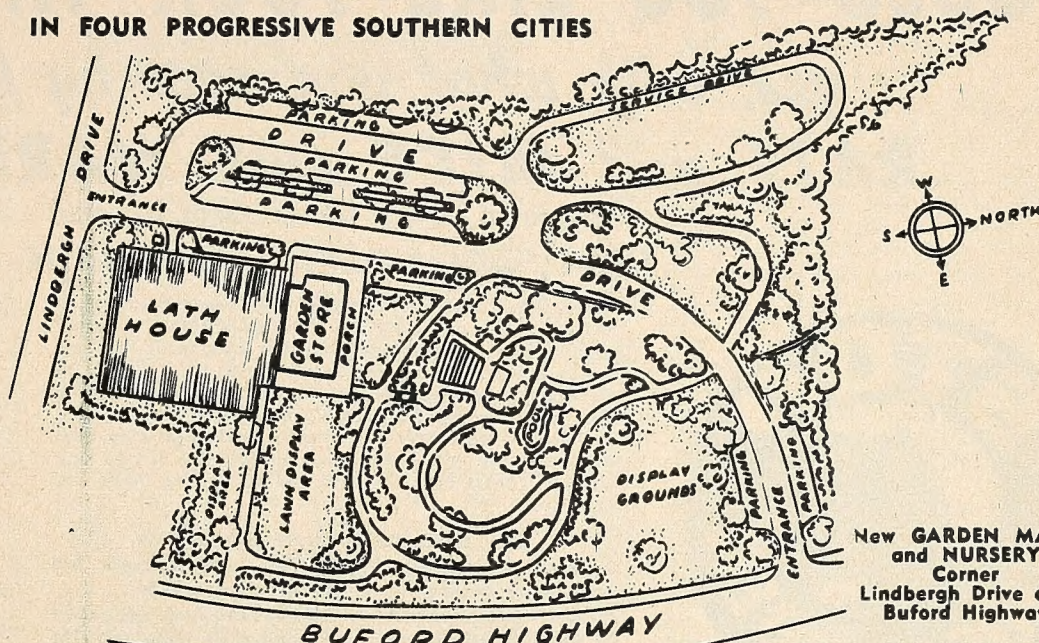 IN FOUR PROGRESSIVE SOUTHERN CITIES
SERVICE DRIVE
PARKING
DRIVE
PARKING
PARKING
DRIVE
LINDBERGH
ENTRANCE
PARKING
W
S
NORTH
E
PARKING
DRIVE
LATH
HOUSE
GARDEN
STORE
PORCH
POOL
DISPLAY
AREA
LAWN DISPLAY
AREA
DISPLAY
GROUNDS
PARKING
ENTRANCE
PARKING
New GARDEN
and NURSERY
Corner
Lindbergh Drive
Buford Highway
BUFORD HIGHWAY